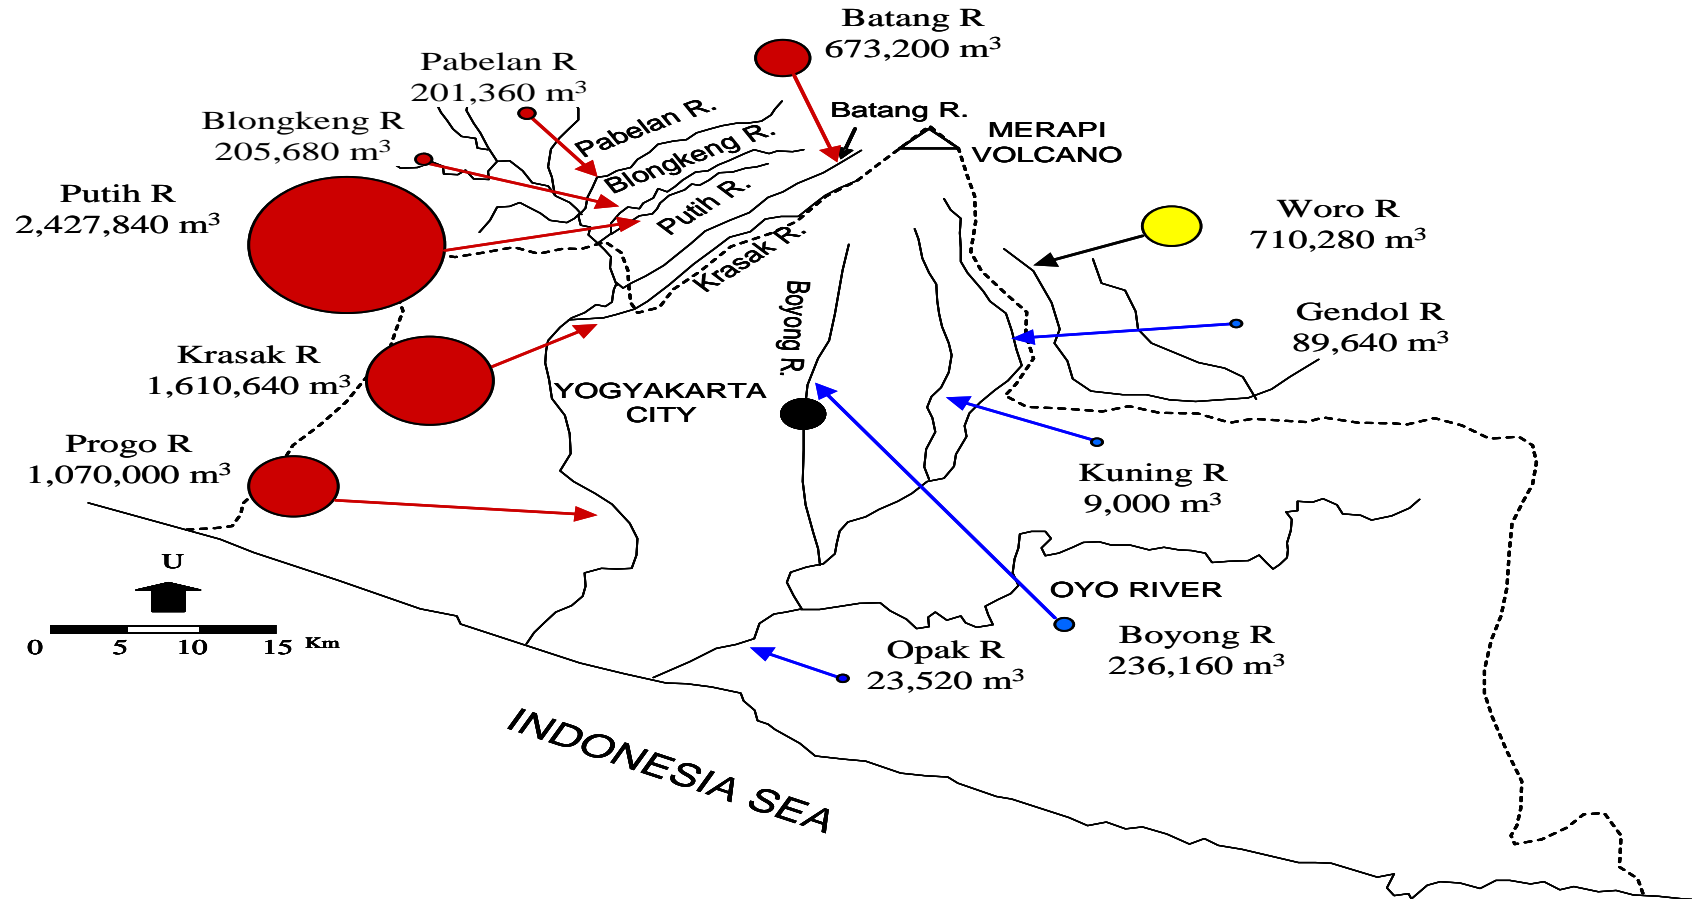 Batang R
673,200 m³
Pabelan R
201,360 m³
Blongkeng R
205,680 m³
Putih R
2,427,840 m³
Krasak R
1,610,640 m³
Progo R
1,070,000 m³
Pabelan R.
Blongkeng R.
Putih R.
Krasak R.
Batang R.
MERAPI
VOLCANO
Woro R
710,280 m³
Gendol R
89,640 m³
Boyong R.
YOGYAKARTA
CITY
Kuning R
9,000 m³
OYO RIVER
Boyong R
236,160 m³
Opak R
23,520 m³
U
0 5 10 15 Km
INDONESIA SEA